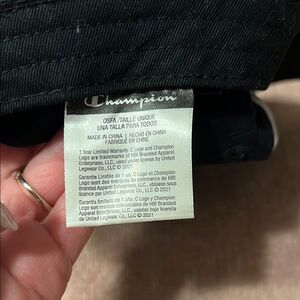 Champion
OSFA /TAILLE UNIQUE
UNA TALLA PARA TODOS
MADE IN CHINA | HECHO EN CHINA
FABRIQUÉ EN CHINE
1 Year Limited Warranty. C Logo and Champion
Logo are trademarks of HBI Branded Apparel
Enterprises, LLC, used under license by United
Legwear Co., LLC © 2021
Garantie Limitée de 1 an. C Logo et Champion
Logo sont des marques de commerce de HBI
Branded Apparel Enterprises, LLC, utilisées sous
licence par United Legwear Co., LLC © 2021
Garantía limitada de 1 año. C Logo y Champion
Logo son marcas comerciales de HBI Branded
Apparel Enterprises, LLC, bajo licencia por
United Legwear Co., LLC © 2021